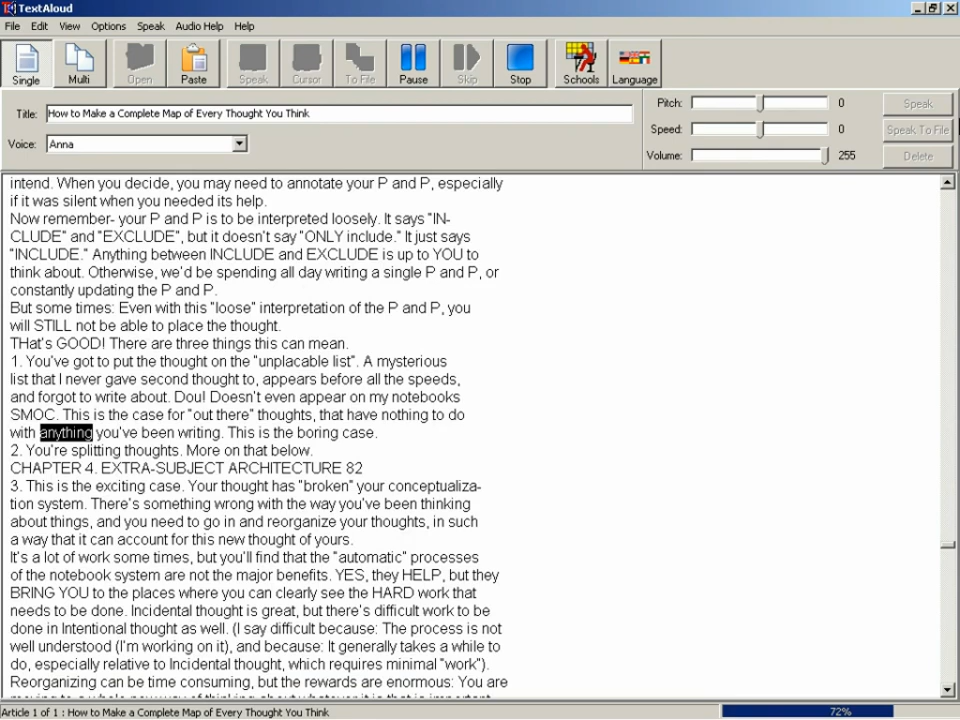 TextAloud
File Edit View Options Speak Audio Help Help
Single Multi Open Paste Speak Cursor To File Pause Skip Stop Schools Language
Title: How to Make a Complete Map of Every Thought You Think
Voice: Anna
Pitch: 0 Speak
Speed: 0 Speak To File
Volume: 255 Delete
intend. When you decide, you may need to annotate your P and P, especially
if it was silent when you needed its help.
Now remember- your P and P is to be interpreted loosely. It says "IN-
CLUDE" and "EXCLUDE", but it doesn't say "ONLY include." It just says
"INCLUDE." Anything between INCLUDE and EXCLUDE is up to YOU to
think about. Otherwise, we'd be spending all day writing a single P and P, or
constantly updating the P and P.
But some times: Even with this "loose" interpretation of the P and P, you
will STILL not be able to place the thought.
THat's GOOD! There are three things this can mean.
1. You've got to put the thought on the "unplacable list". A mysterious
list that I never gave second thought to, appears before all the speeds,
and forgot to write about. Dou! Doesn't even appear on my notebooks
SMOC. This is the case for "out there" thoughts, that have nothing to do
with anything you've been writing. This is the boring case.
2. You're splitting thoughts. More on that below.
CHAPTER 4. EXTRA-SUBJECT ARCHITECTURE 82
3. This is the exciting case. Your thought has "broken" your conceptualiza-
tion system. There's something wrong with the way you've been thinking
about things, and you need to go in and reorganize your thoughts, in such
a way that it can account for this new thought of yours.
It's a lot of work some times, but you'll find that the "automatic" processes
of the notebook system are not the major benefits. YES, they HELP, but they
BRING YOU to the places where you can clearly see the HARD work that
needs to be done. Incidental thought is great, but there's difficult work to be
done in Intentional thought as well. (I say difficult because: The process is not
well understood (I'm working on it), and because: It generally takes a while to
do, especially relative to Incidental thought, which requires minimal "work").
Reorganizing can be time consuming, but the rewards are enormous: You are
moving to a whole new way of thinking about whatever it is that is important
Article 1 of 1 : How to Make a Complete Map of Every Thought You Think 72%